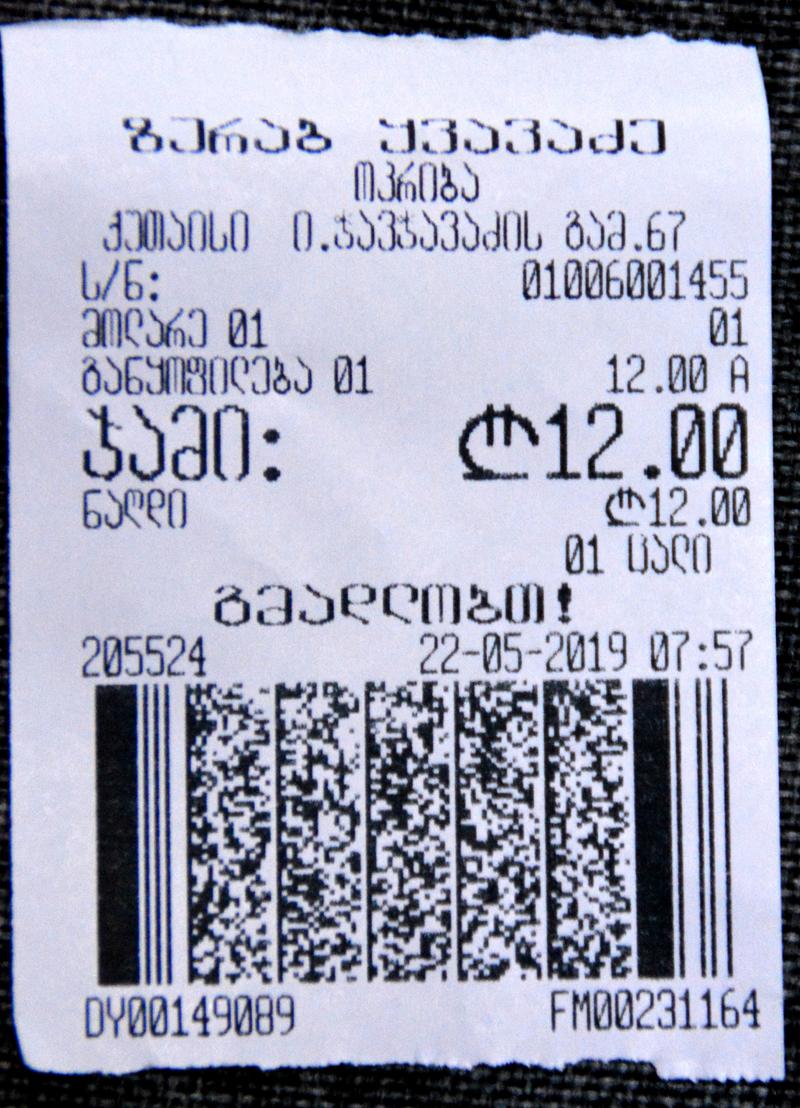 ზურაბ ყვავაძე
ოკრიბა
ქუთაისი ი.ჭავჭავაძის გამ.67
ს/ნ: 01006001455
მოლარე 01 01
განყოფილება 01 12.00 A
ჯამი: ₾12.00
ნაღდი ₾12.00
01 ცალი
გმადლობთ!
205524 22-05-2019 07:57
DY00149089 FM00231164